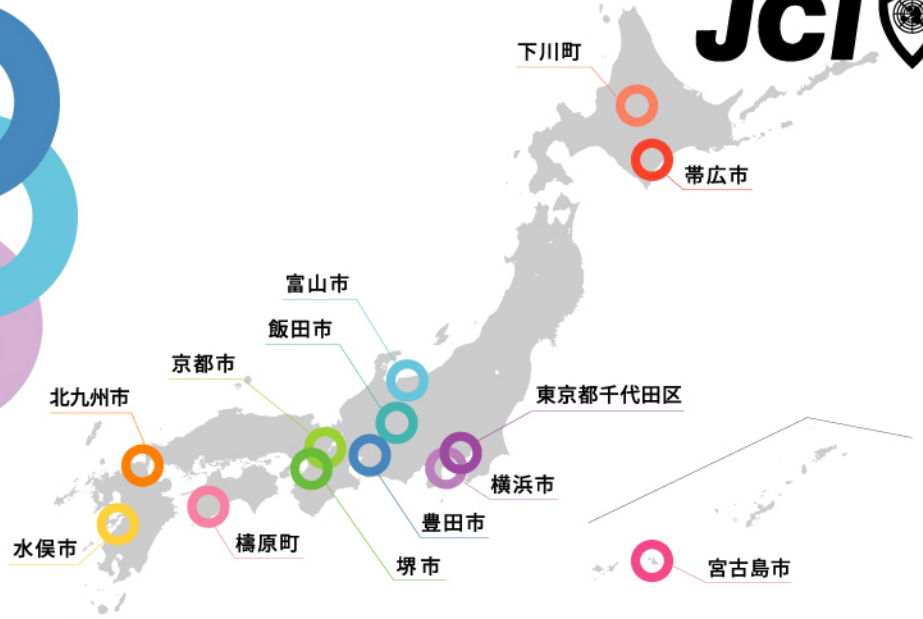 JCI
下川町
帯広市
富山市
飯田市
京都市
北九州市
東京都千代田区
横浜市
豊田市
水俣市
檮原町
堺市
宮古島市